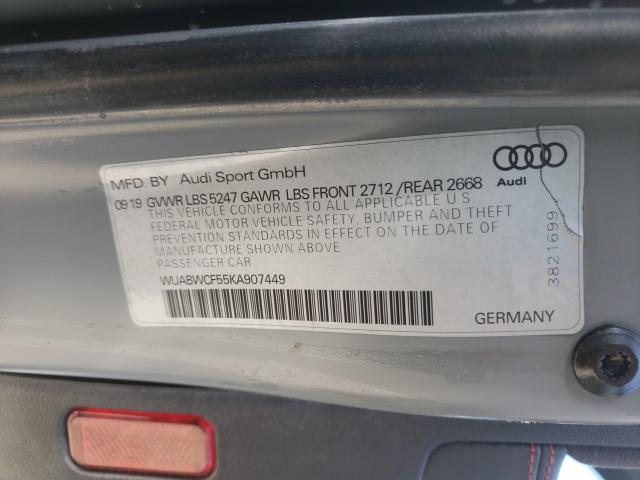 MFD. BY Audi Sport GmbH
09 19 GVWR LBS 5247 GAWR LBS FRONT 2712 /REAR 2668
THIS VEHICLE CONFORMS TO ALL APPLICABLE U S
FEDERAL MOTOR VEHICLE SAFETY, BUMPER AND THEFT
PREVENTION STANDARDS IN EFFECT ON THE DATE OF
MANUFACTURE SHOWN ABOVE
PASSENGER CAR
WUABWCF55KA907449
Audi
3821699
GERMANY